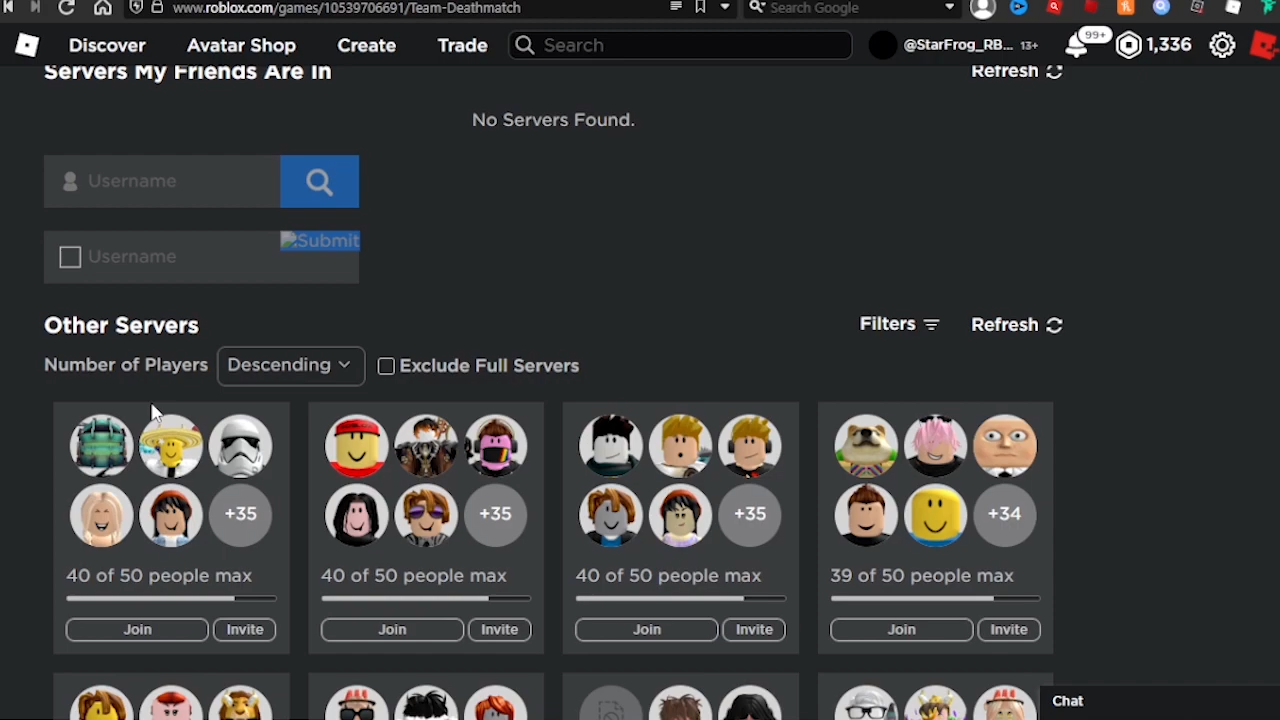 www.roblox.com/games/10539706691/Team-Deathmatch
Search Google
Discover
Avatar Shop
Create
Trade
Search
@StarFrog_RB...
13+
99+
1,336
Servers My Friends Are In
Refresh
No Servers Found.
Username
Username
Submit
Other Servers
Filters
Refresh
Number of Players
Descending
Exclude Full Servers
+35
+35
+35
+34
40 of 50 people max
40 of 50 people max
40 of 50 people max
39 of 50 people max
Join
Invite
Join
Invite
Join
Invite
Join
Invite
Chat